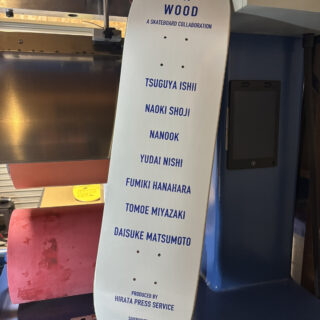 WOOD
A SKATEBOARD COLLABORATION
TSUGUYA ISHII
NAOKI SHOJI
NANOOK
YUDAI NISHI
FUMIKI HANAHARA
TOMOE MIYAZAKI
DAISUKE MATSUMOTO
PRODUCED BY
HIRATA PRESS SERVICE